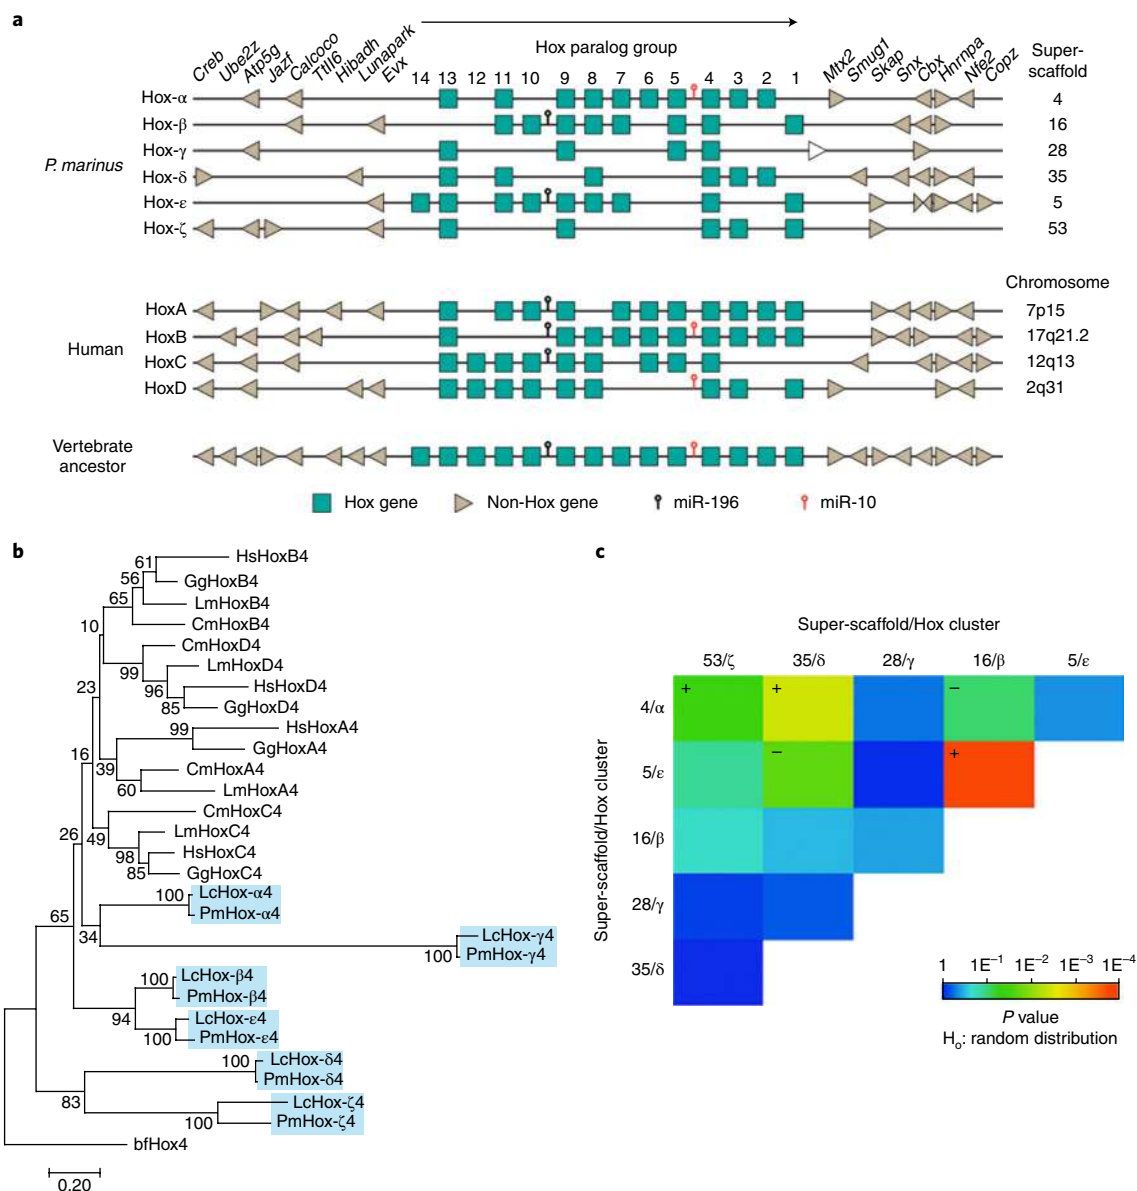 a
Hox paralog group
Creb Ube2z Atp5g Jazf Calcoco Ttll6 Hibadh Lunapark Evx
14 13 12 11 10 9 8 7 6 5 4 3 2 1
Mtx2 Smug1 Skap Snx Cbx Hnrnpa Nfe2 Copz
Super-
scaffold
P. marinus
Hox-α 4
Hox-β 16
Hox-γ 28
Hox-δ 35
Hox-ε 5
Hox-ζ 53
Chromosome
Human
HoxA 7p15
HoxB 17q21.2
HoxC 12q13
HoxD 2q31
Vertebrate
ancestor
Hox gene Non-Hox gene miR-196 miR-10
b
61 HsHoxB4
56 GgHoxB4
65 LmHoxB4
CmHoxB4
10
CmHoxD4
99 LmHoxD4
96 HsHoxD4
85 GgHoxD4
23
99 HsHoxA4
GgHoxA4
16
39 CmHoxA4
60 LmHoxA4
CmHoxC4
26 49 LmHoxC4
98 HsHoxC4
85 GgHoxC4
100 LcHox-α4
PmHox-α4
65 34
LcHox-γ4
100 PmHox-γ4
100 LcHox-β4
PmHox-β4
94 LcHox-ε4
100 PmHox-ε4
100 LcHox-δ4
PmHox-δ4
83 LcHox-ζ4
100 PmHox-ζ4
bfHox4
0.20
c
Super-scaffold/Hox cluster
53/ζ 35/δ 28/γ 16/β 5/ε
Super-scaffold/Hox cluster
4/α + + −
5/ε − +
16/β
28/γ
35/δ
1 1E−1 1E−2 1E−3 1E−4
P value
Ho: random distribution